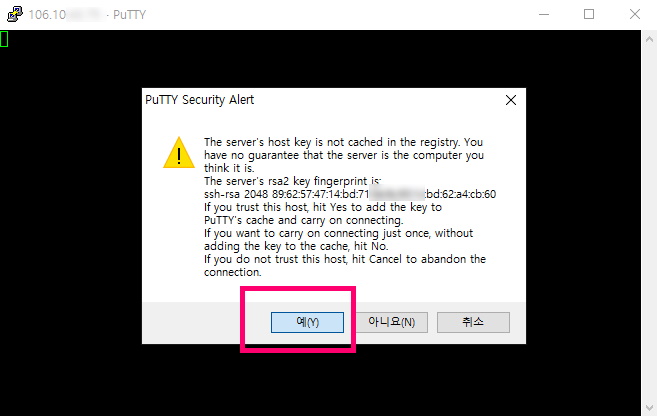 106.10 - PuTTY
PuTTY Security Alert
The server's host key is not cached in the registry. You
have no guarantee that the server is the computer you
think it is.
The server's rsa2 key fingerprint is:
ssh-rsa 2048 89:62:57:47:14:bd:71 :bd:62:a4:cb:60
If you trust this host, hit Yes to add the key to
PuTTY's cache and carry on connecting.
If you want to carry on connecting just once, without
adding the key to the cache, hit No.
If you do not trust this host, hit Cancel to abandon the
connection.
예(Y) 아니요(N) 취소